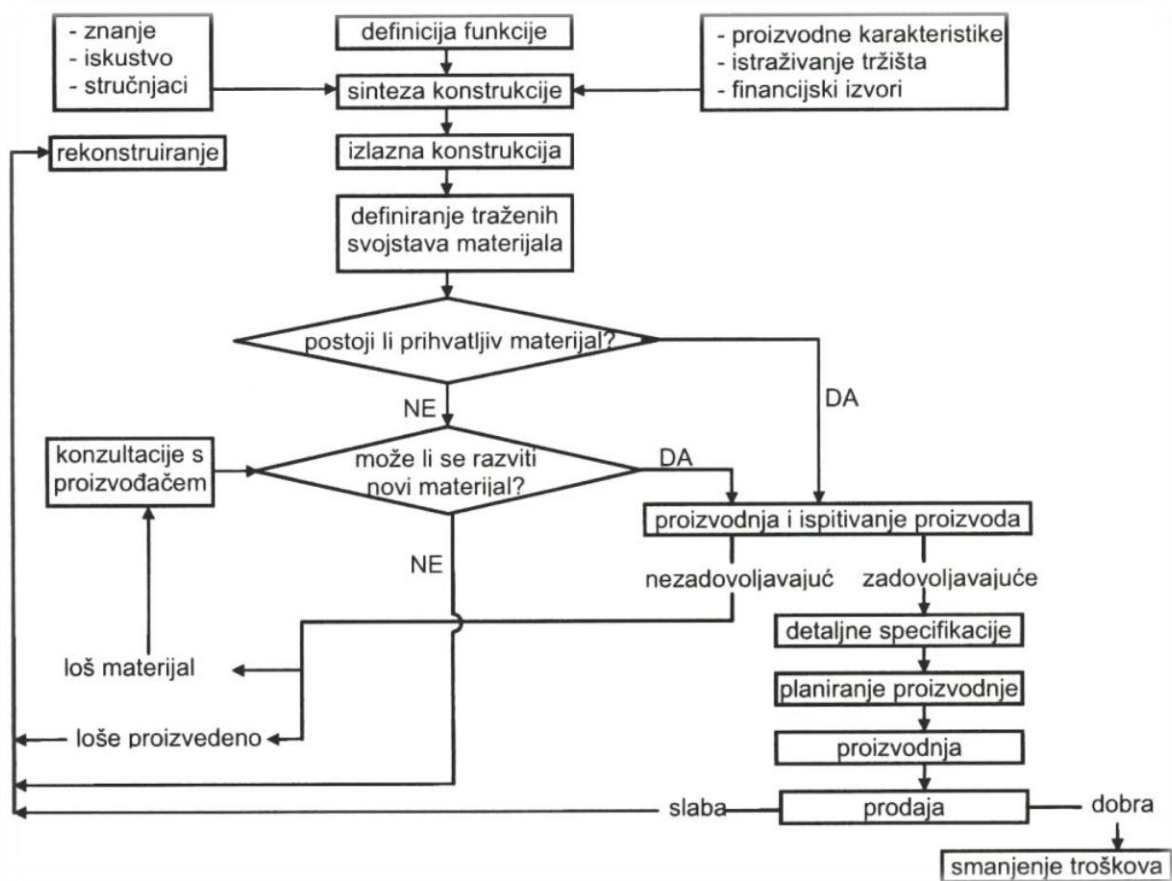 - znanje
- iskustvo
- stručnjaci
definicija funkcije
- proizvodne karakteristike
- istraživanje tržišta
- financijski izvori
sinteza konstrukcije
rekonstruiranje
izlazna konstrukcija
definiranje traženih
svojstava materijala
postoji li prihvatljiv materijal?
DA
NE
konzultacije s
proizvođačem
može li se razviti
novi materijal?
DA
proizvodnja i ispitivanje proizvoda
NE
nezadovoljavajuć
zadovoljavajuće
detaljne specifikacije
loš materijal
planiranje proizvodnje
loše proizvedeno
proizvodnja
slaba
prodaja
dobra
smanjenje troškova